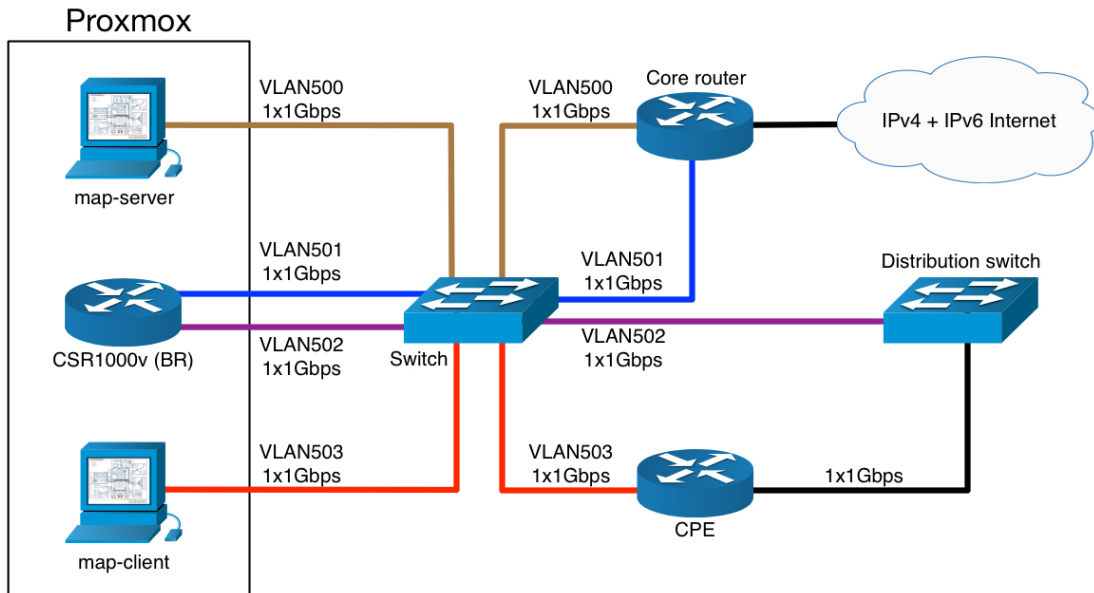 Proxmox
VLAN500
1x1Gbps
map-server
VLAN500
1x1Gbps
Core router
IPv4 + IPv6 Internet
VLAN501
1x1Gbps
CSR1000v (BR)
VLAN502
1x1Gbps
Switch
VLAN501
1x1Gbps
VLAN502
1x1Gbps
Distribution switch
VLAN503
1x1Gbps
map-client
VLAN503
1x1Gbps
CPE
1x1Gbps